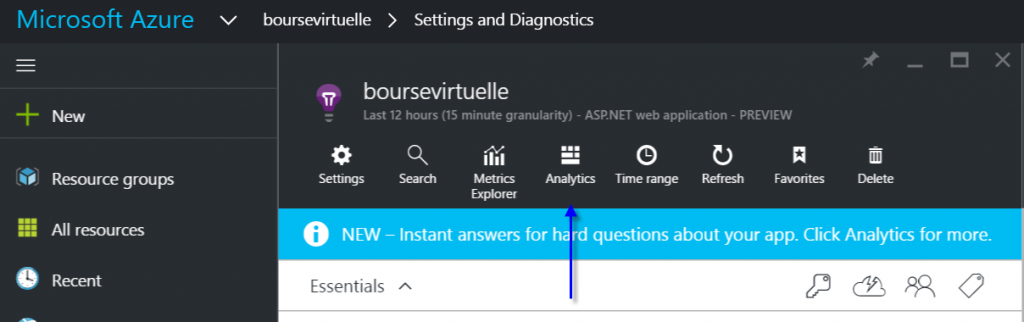 Microsoft Azure boursevirtuelle Settings and Diagnostics
New
Resource groups
All resources
Recent
boursevirtuelle
Last 12 hours (15 minute granularity) - ASP.NET web application - PREVIEW
Settings
Search
Metrics
Explorer
Analytics
Time range
Refresh
Favorites
Delete
NEW – Instant answers for hard questions about your app. Click Analytics for more.
Essentials